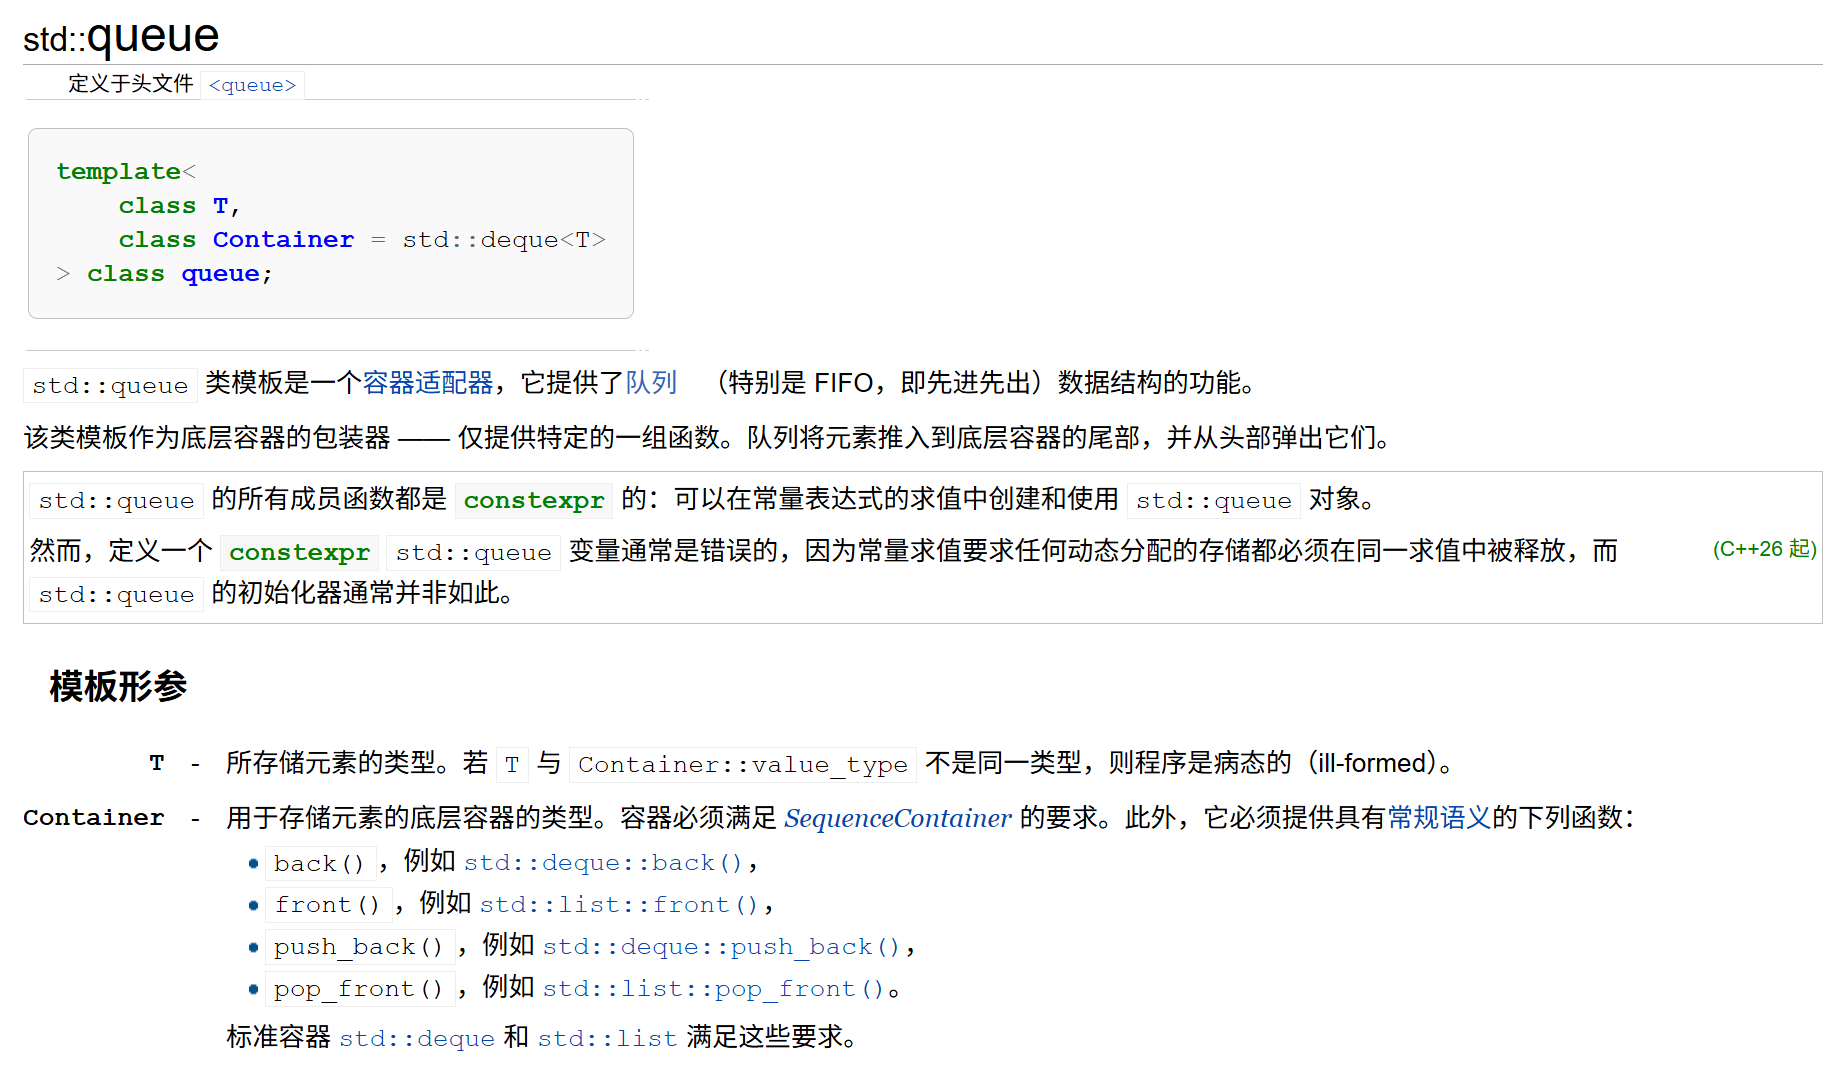 std::queue
定义于头文件 <queue>
template<
    class T,
    class Container = std::deque<T>
> class queue;
std::queue 类模板是一个容器适配器，它提供了队列 （特别是 FIFO，即先进先出）数据结构的功能。
该类模板作为底层容器的包装器 —— 仅提供特定的一组函数。队列将元素推入到底层容器的尾部，并从头部弹出它们。
std::queue 的所有成员函数都是 constexpr 的：可以在常量表达式的求值中创建和使用 std::queue 对象。
然而，定义一个 constexpr std::queue 变量通常是错误的，因为常量求值要求任何动态分配的存储都必须在同一求值中被释放，而
std::queue 的初始化器通常并非如此。
(C++26 起)
模板形参
T - 所存储元素的类型。若 T 与 Container::value_type 不是同一类型，则程序是病态的（ill-formed）。
Container - 用于存储元素的底层容器的类型。容器必须满足 SequenceContainer 的要求。此外，它必须提供具有常规语义的下列函数：
• back()，例如 std::deque::back()，
• front()，例如 std::list::front()，
• push_back()，例如 std::deque::push_back()，
• pop_front()，例如 std::list::pop_front()。
标准容器 std::deque 和 std::list 满足这些要求。